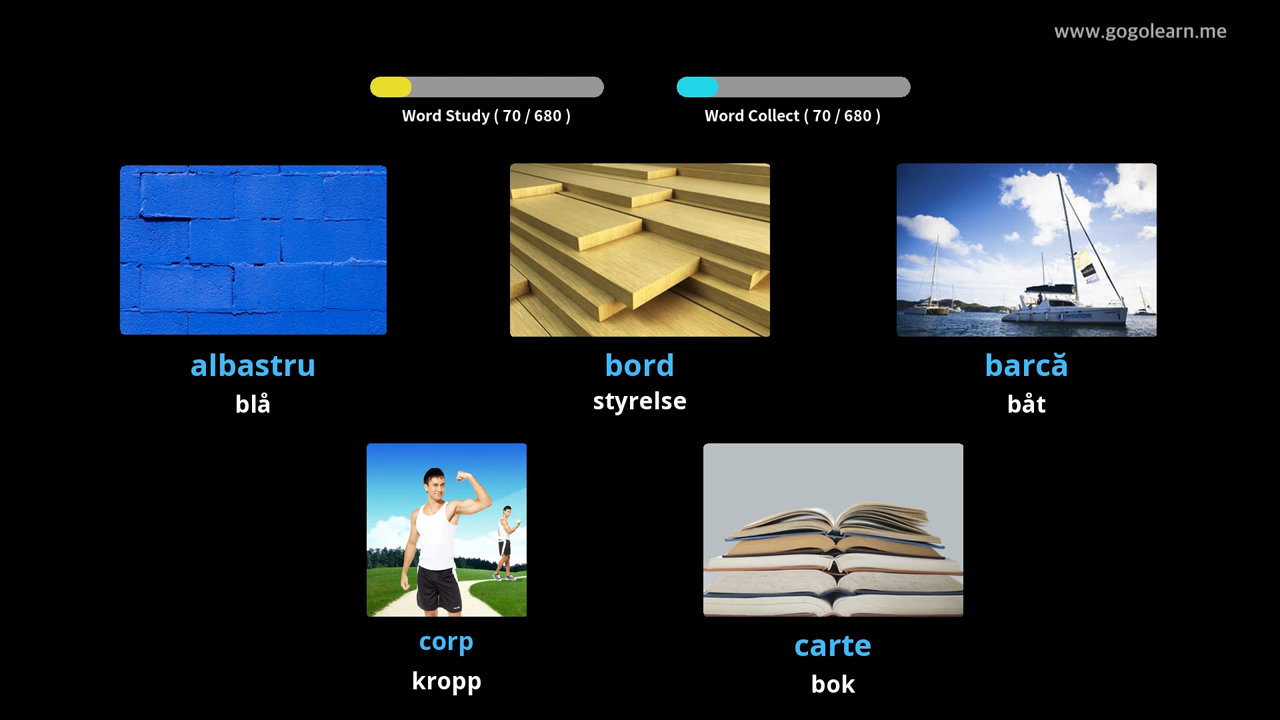 www.gogolearn.me
Word Study ( 70 / 680 )
Word Collect ( 70 / 680 )
albastru
blå
bord
styrelse
barcă
båt
corp
kropp
carte
bok